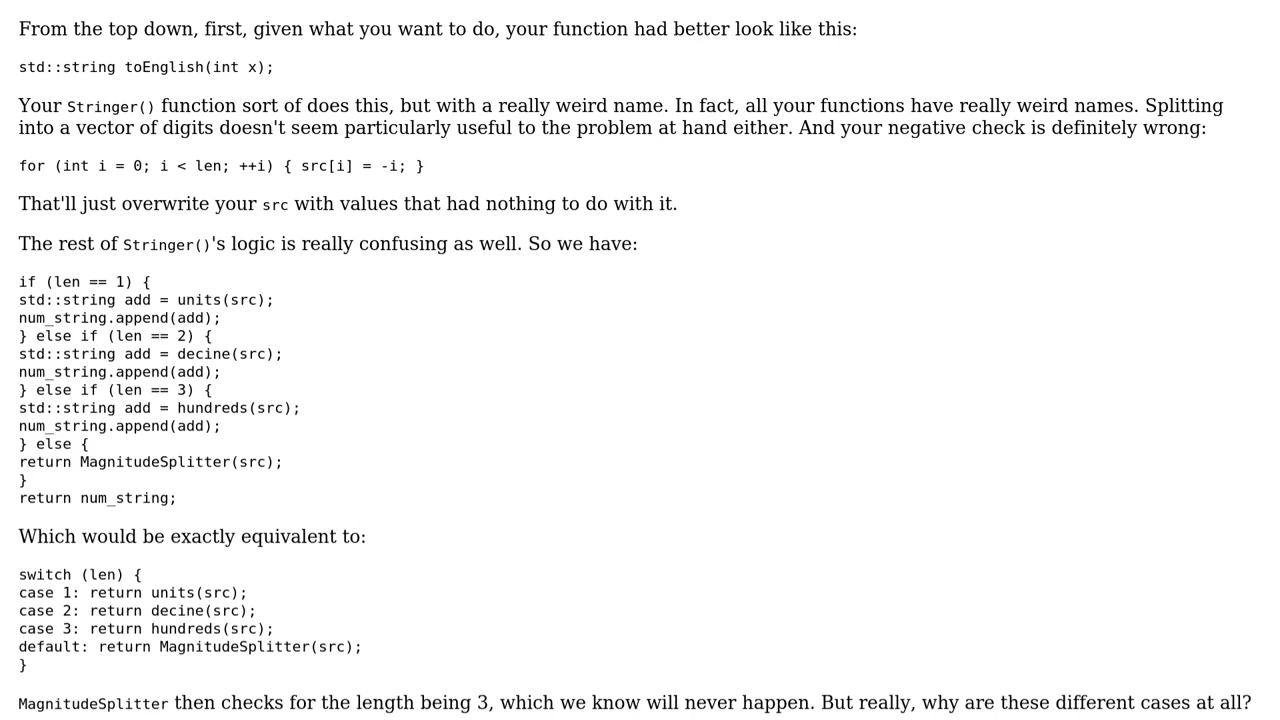 From the top down, first, given what you want to do, your function had better look like this:
std::string toEnglish(int x);
Your Stringer() function sort of does this, but with a really weird name. In fact, all your functions have really weird names. Splitting
into a vector of digits doesn't seem particularly useful to the problem at hand either. And your negative check is definitely wrong:
for (int i = 0; i < len; ++i) { src[i] = -i; }
That'll just overwrite your src with values that had nothing to do with it.
The rest of Stringer()'s logic is really confusing as well. So we have:
if (len == 1) {
std::string add = units(src);
num_string.append(add);
} else if (len == 2) {
std::string add = decine(src);
num_string.append(add);
} else if (len == 3) {
std::string add = hundreds(src);
num_string.append(add);
} else {
return MagnitudeSplitter(src);
}
return num_string;
Which would be exactly equivalent to:
switch (len) {
case 1: return units(src);
case 2: return decine(src);
case 3: return hundreds(src);
default: return MagnitudeSplitter(src);
}
MagnitudeSplitter then checks for the length being 3, which we know will never happen. But really, why are these different cases at all?